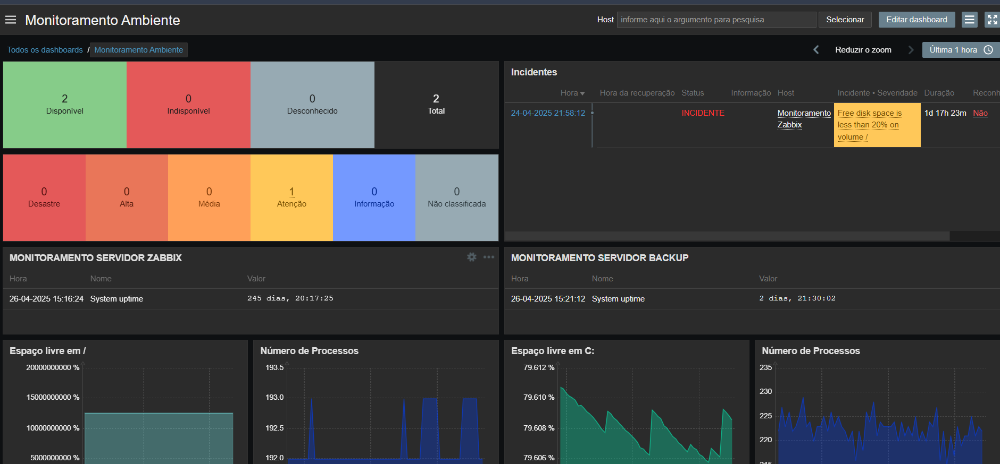 Monitoramento Ambiente
Host informe aqui o argumento para pesquisa Selecionar Editar dashboard
Todos os dashboards / Monitoramento Ambiente
Reduzir o zoom Última 1 hora
2 0 0 2
Disponível Indisponível Desconhecido Total
0 0 0 1 0 0
Desastre Alta Média Atenção Informação Não classificada
Incidentes
Hora Hora da recuperação Status Informação Host Incidente • Severidade Duração Reconh
24-04-2025 21:58:12 INCIDENTE Monitoramento Free disk space is 1d 17h 23m Não
Zabbix less than 20% on
volume /
MONITORAMENTO SERVIDOR ZABBIX
Hora Nome Valor
26-04-2025 15:16:24 System uptime 245 dias, 20:17:25
MONITORAMENTO SERVIDOR BACKUP
Hora Nome Valor
26-04-2025 15:21:12 System uptime 2 dias, 21:30:02
Espaço livre em /
20000000000 %
15000000000 %
10000000000 %
5000000000 %
Número de Processos
193.5
193.0
192.5
192.0
Espaço livre em C:
79.612 %
79.610 %
79.608 %
79.606 %
Número de Processos
235
230
225
220